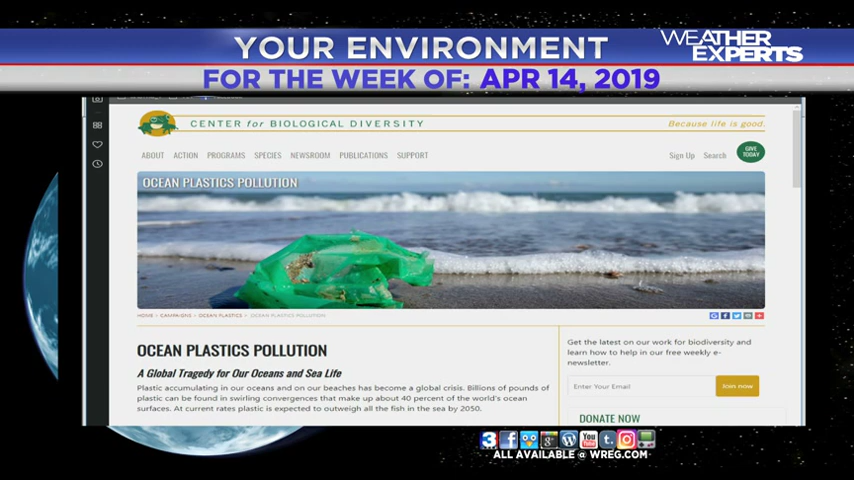 YOUR ENVIRONMENT
WEATHER
EXPERTS
FOR THE WEEK OF: APR 14, 2019
CENTER for BIOLOGICAL DIVERSITY
Because life is good.
ABOUT ACTION PROGRAMS SPECIES NEWSROOM PUBLICATIONS SUPPORT
Sign Up Search GIVE TODAY
OCEAN PLASTICS POLLUTION
HOME > CAMPAIGNS > OCEAN PLASTICS > OCEAN PLASTICS POLLUTION
OCEAN PLASTICS POLLUTION
A Global Tragedy for Our Oceans and Sea Life
Plastic accumulating in our oceans and on our beaches has become a global crisis. Billions of pounds of
plastic can be found in swirling convergences that make up about 40 percent of the world's ocean
surfaces. At current rates plastic is expected to outweigh all the fish in the sea by 2050.
Get the latest on our work for biodiversity and
learn how to help in our free weekly e-
newsletter.
Enter Your Email Join now
DONATE NOW
3 f g+ You Tube t
ALL AVAILABLE @ WREG.COM